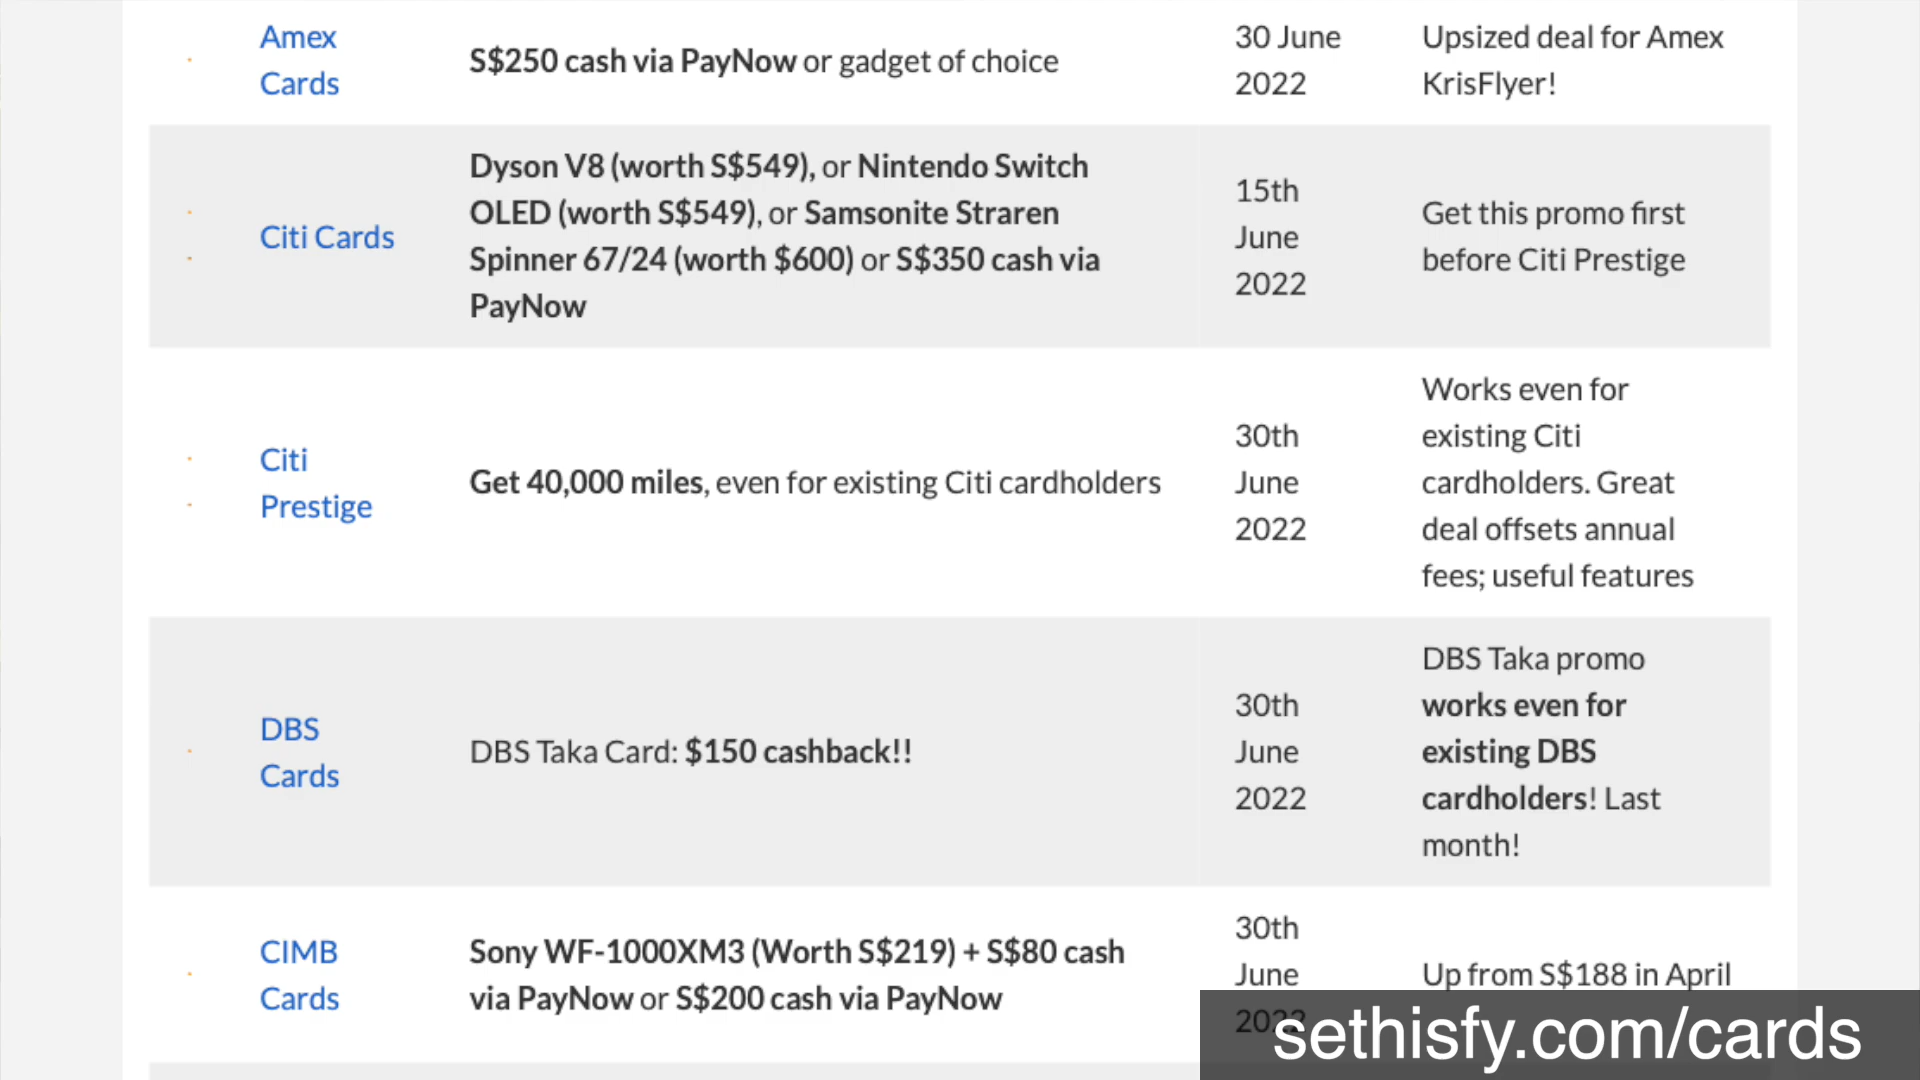 Amex
Cards
S$250 cash via PayNow or gadget of choice
30 June
2022
Upsized deal for Amex
KrisFlyer!
Citi Cards
Dyson V8 (worth S$549), or Nintendo Switch
OLED (worth S$549), or Samsonite Straren
Spinner 67/24 (worth $600) or S$350 cash via
PayNow
15th
June
2022
Get this promo first
before Citi Prestige
Citi
Prestige
Get 40,000 miles, even for existing Citi cardholders
30th
June
2022
Works even for
existing Citi
cardholders. Great
deal offsets annual
fees; useful features
DBS
Cards
DBS Taka Card: $150 cashback!!
30th
June
2022
DBS Taka promo
works even for
existing DBS
cardholders! Last
month!
CIMB
Cards
Sony WF-1000XM3 (Worth S$219) + S$80 cash
via PayNow or S$200 cash via PayNow
30th
June
2022
Up from S$188 in April
sethisfy.com/cards